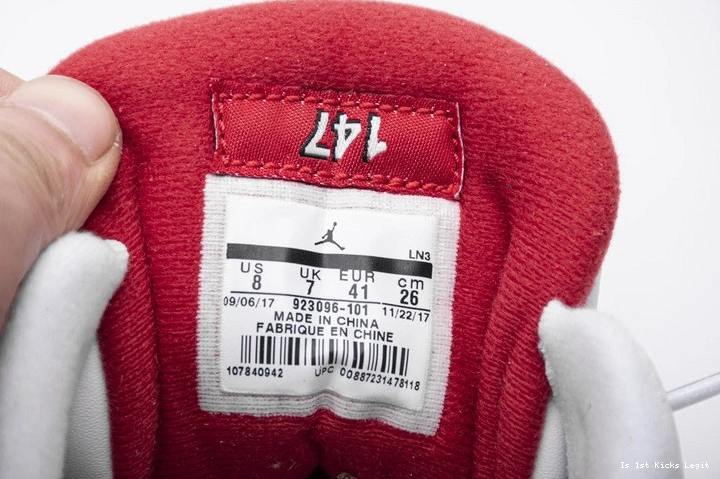 147
LN3
US UK EUR cm
8 7 41 26
09/06/17 923096-101 11/22/17
MADE IN CHINA
FABRIQUE EN CHINE
107840942 UPC 00887231478118
Is 1st Kicks Legit